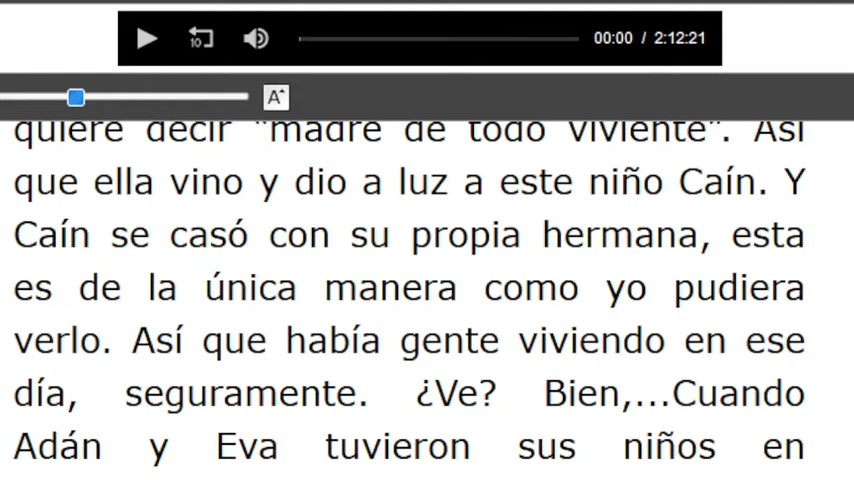 10
00:00 / 2:12:21
A+
quiere decir “madre de todo viviente”. Así
que ella vino y dio a luz a este niño Caín. Y
Caín se casó con su propia hermana, esta
es de la única manera como yo pudiera
verlo. Así que había gente viviendo en ese
día, seguramente. ¿Ve? Bien,...Cuando
Adán y Eva tuvieron sus niños en